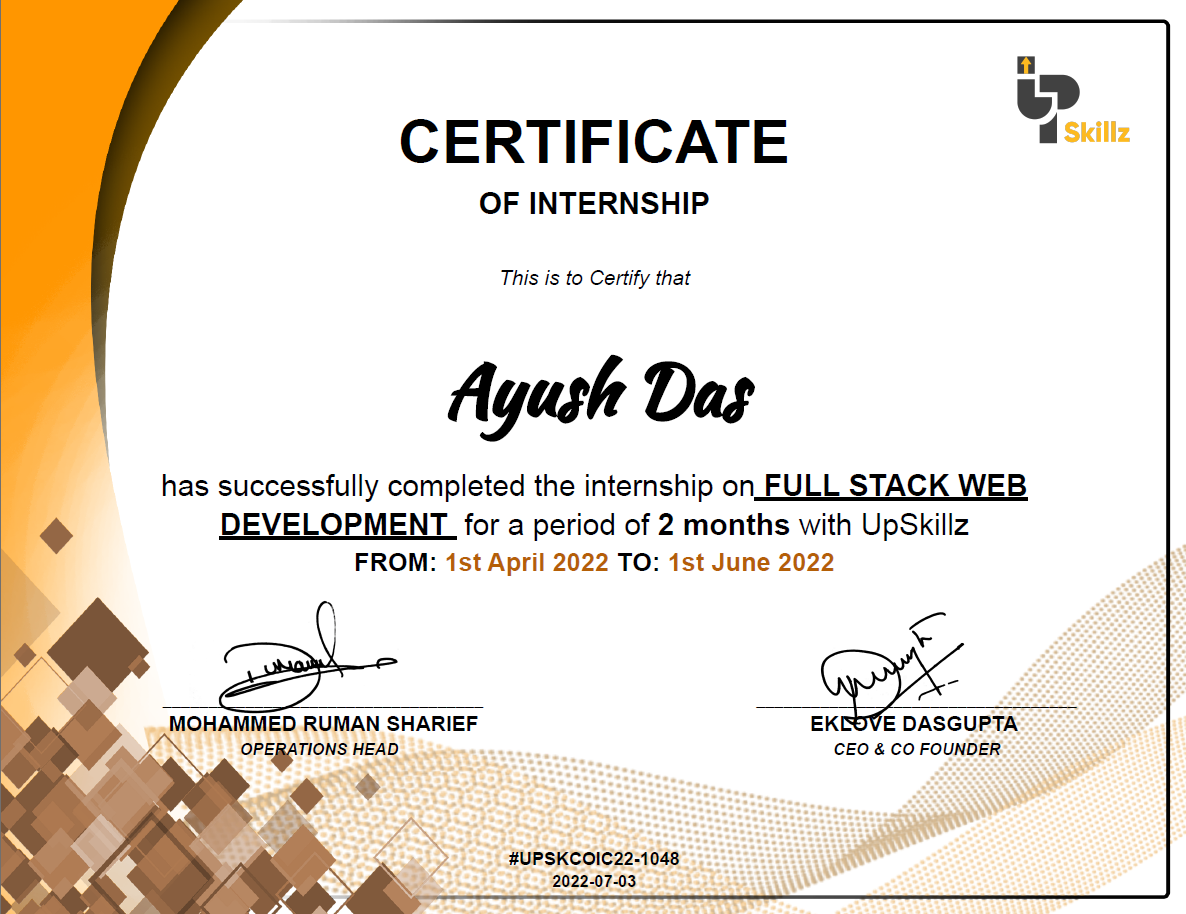 UP
Skillz
CERTIFICATE
OF INTERNSHIP
This is to Certify that
Ayush Das
has successfully completed the internship on FULL STACK WEB
DEVELOPMENT for a period of 2 months with UpSkillz
FROM: 1st April 2022 TO: 1st June 2022
MOHAMMED RUMAN SHARIEF
OPERATIONS HEAD
EKLOVE DASGUPTA
CEO & CO FOUNDER
#UPSKCOIC22-1048
2022-07-03